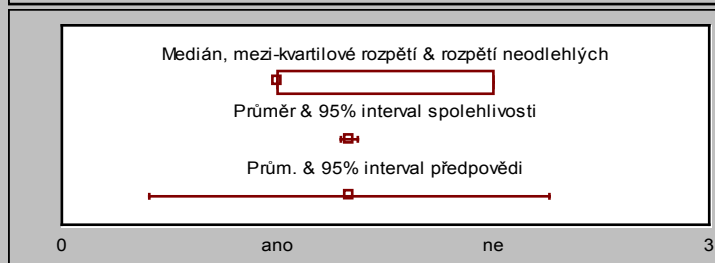 Medián, mezi-kvartilové rozpětí & rozpětí neodlehlých
Průměr & 95% interval spolehlivosti
Prům. & 95% interval předpovědi
0 ano ne 3